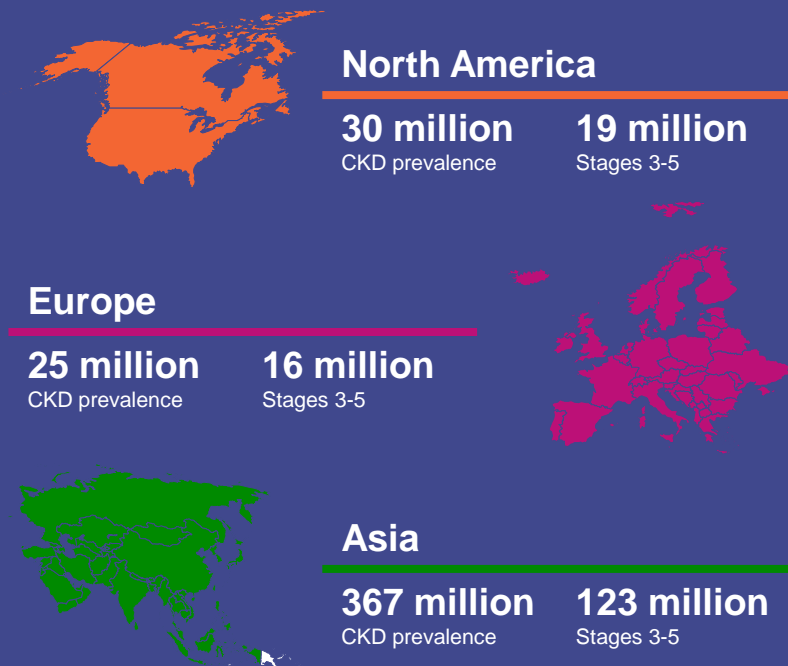 North America
30 million 19 million
CKD prevalence Stages 3-5
Europe
25 million 16 million
CKD prevalence Stages 3-5
Asia
367 million 123 million
CKD prevalence Stages 3-5